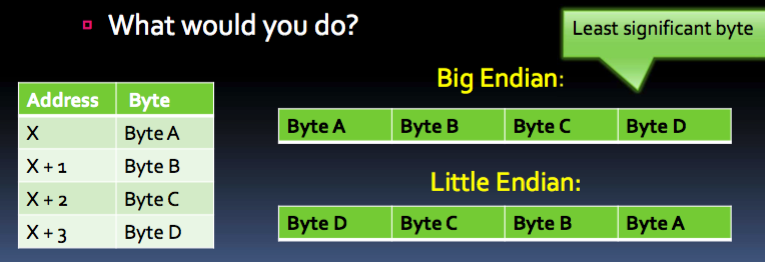 What would you do?
Least significant byte
Address Byte
X Byte A
X + 1 Byte B
X + 2 Byte C
X + 3 Byte D
Big Endian:
Byte A Byte B Byte C Byte D
Little Endian:
Byte D Byte C Byte B Byte A